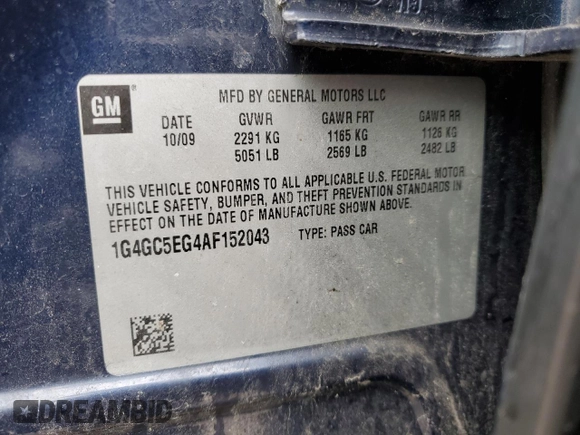 GM
MFD BY GENERAL MOTORS LLC
DATE GVWR GAWR FRT GAWR RR
10/09 2291 KG 1165 KG 1126 KG
5051 LB 2569 LB 2482 LB
THIS VEHICLE CONFORMS TO ALL APPLICABLE U.S. FEDERAL MOTOR
VEHICLE SAFETY, BUMPER, AND THEFT PREVENTION STANDARDS IN
EFFECT ON THE DATE OF MANUFACTURE SHOWN ABOVE.
1G4GC5EG4AF152043 TYPE: PASS CAR
DREAMBID